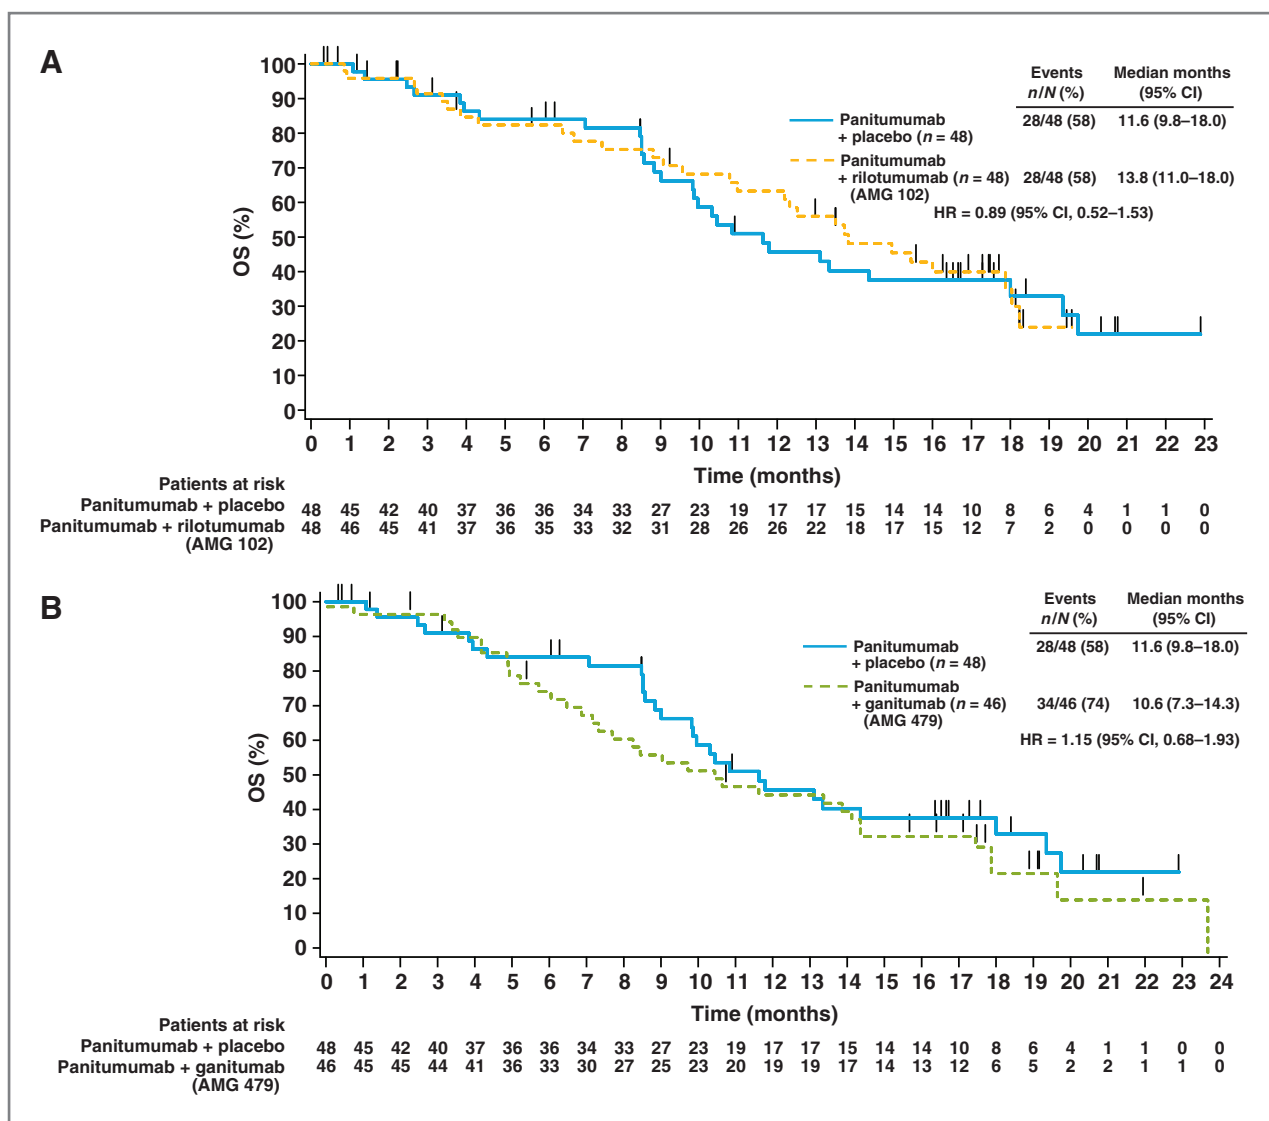 A
Events
n/N (%)
Median months
(95% CI)
Panitumumab
+ placebo (n = 48)
28/48 (58)
11.6 (9.8–18.0)
Panitumumab
+ rilotumumab (n = 48)
(AMG 102)
28/48 (58)
13.8 (11.0–18.0)
HR = 0.89 (95% CI, 0.52–1.53)
OS (%)
100
90
80
70
60
50
40
30
20
10
0
0 1 2 3 4 5 6 7 8 9 10 11 12 13 14 15 16 17 18 19 20 21 22 23
Time (months)
Patients at risk
Panitumumab + placebo 48 45 42 40 37 36 36 34 33 27 23 19 17 17 15 14 14 10 8 6 4 1 1 0
Panitumumab + rilotumumab 48 46 45 41 37 36 35 33 32 31 28 26 26 22 18 17 15 12 7 2 0 0 0 0
(AMG 102)
B
Events
n/N (%)
Median months
(95% CI)
Panitumumab
+ placebo (n = 48)
28/48 (58)
11.6 (9.8–18.0)
Panitumumab
+ ganitumab (n = 46)
(AMG 479)
34/46 (74)
10.6 (7.3–14.3)
HR = 1.15 (95% CI, 0.68–1.93)
OS (%)
100
90
80
70
60
50
40
30
20
10
0
0 1 2 3 4 5 6 7 8 9 10 11 12 13 14 15 16 17 18 19 20 21 22 23 24
Time (months)
Patients at risk
Panitumumab + placebo 48 45 42 40 37 36 36 34 33 27 23 19 17 17 15 14 14 10 8 6 4 1 1 0 0
Panitumumab + ganitumab 46 45 45 44 41 36 33 30 27 25 23 20 19 19 17 14 13 12 6 5 2 2 1 1 0
(AMG 479)